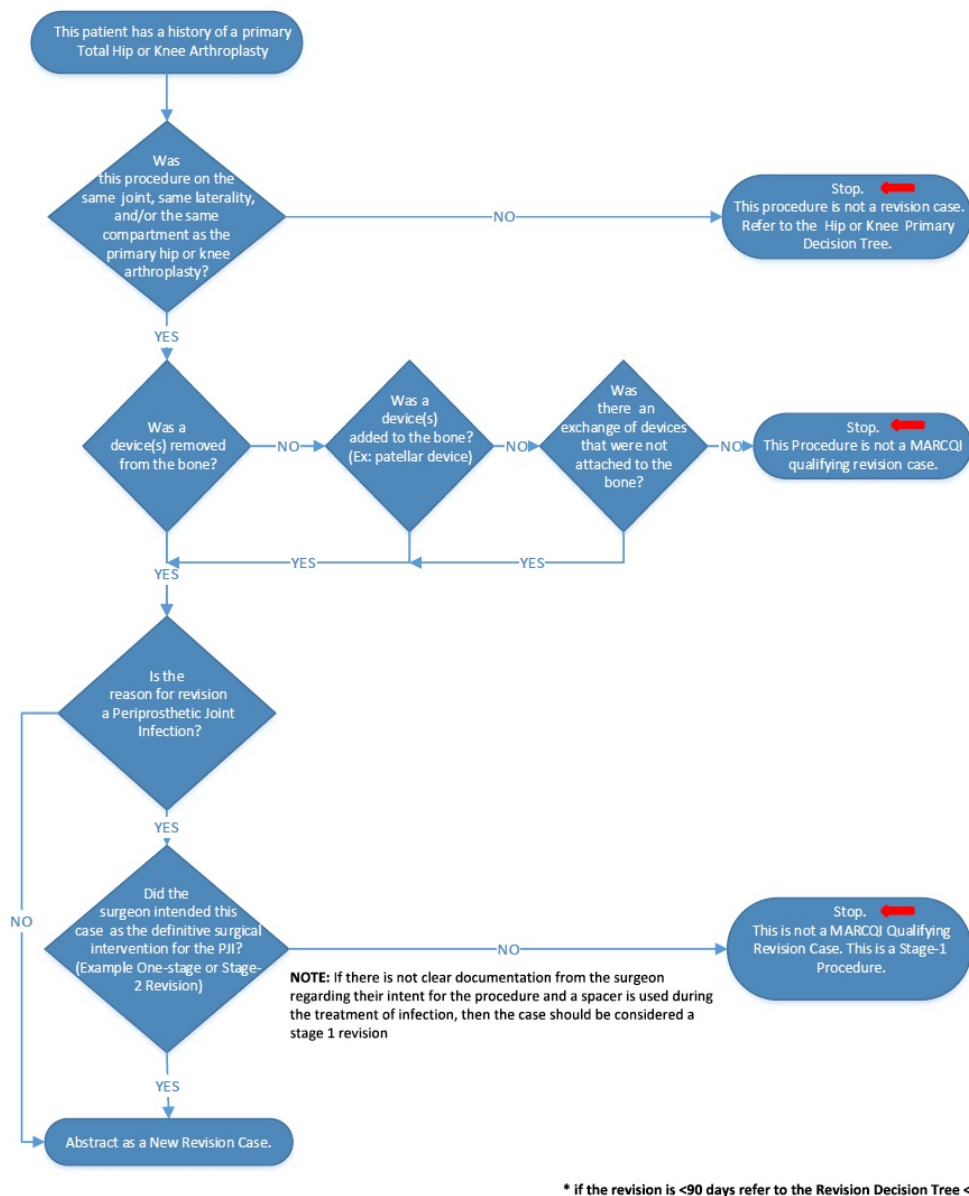 This patient has a history of a primary
Total Hip or Knee Arthroplasty
Was
this procedure on the
same joint, same laterality,
and/or the same
compartment as the
primary hip or knee
arthroplasty?
NO
Stop.
This procedure is not a revision case.
Refer to the Hip or Knee Primary
Decision Tree.
YES
Was a
device(s) removed
from the bone?
NO
Was a
device(s)
added to the bone?
(Ex: patellar device)
NO
Was
there an
exchange of devices
that were not
attached to the
bone?
NO
Stop.
This Procedure is not a MARCQI
qualifying revision case.
YES
YES
YES
Is the
reason for revision
a Periprosthetic Joint
Infection?
YES
NO
Did the
surgeon intended this
case as the definitive surgical
intervention for the PJI?
(Example One-stage or Stage-
2 Revision)
NO
Stop.
This is not a MARCQI Qualifying
Revision Case. This is a Stage-1
Procedure.
NOTE: If there is not clear documentation from the surgeon
regarding their intent for the procedure and a spacer is used during
the treatment of infection, then the case should be considered a
stage 1 revision
YES
Abstract as a New Revision Case.
* if the revision is <90 days refer to the Revision Decision Tree <